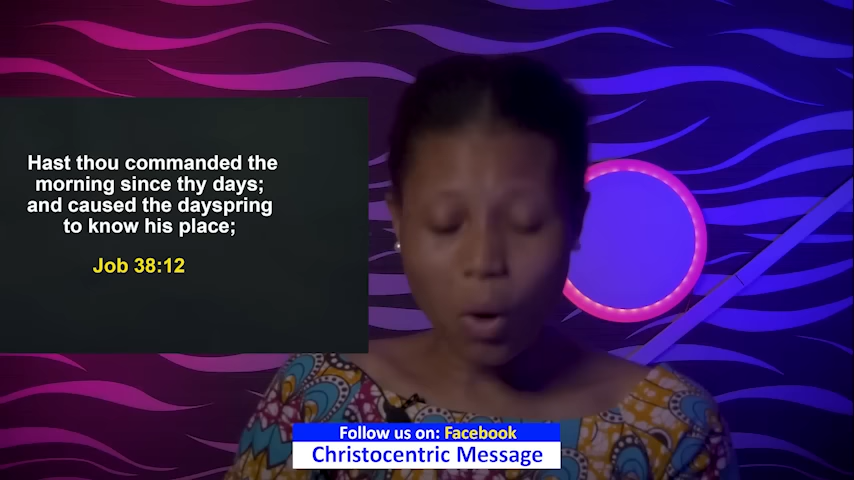 Hast thou commanded the
morning since thy days;
and caused the dayspring
to know his place;
Job 38:12
Follow us on: Facebook
Christocentric Message